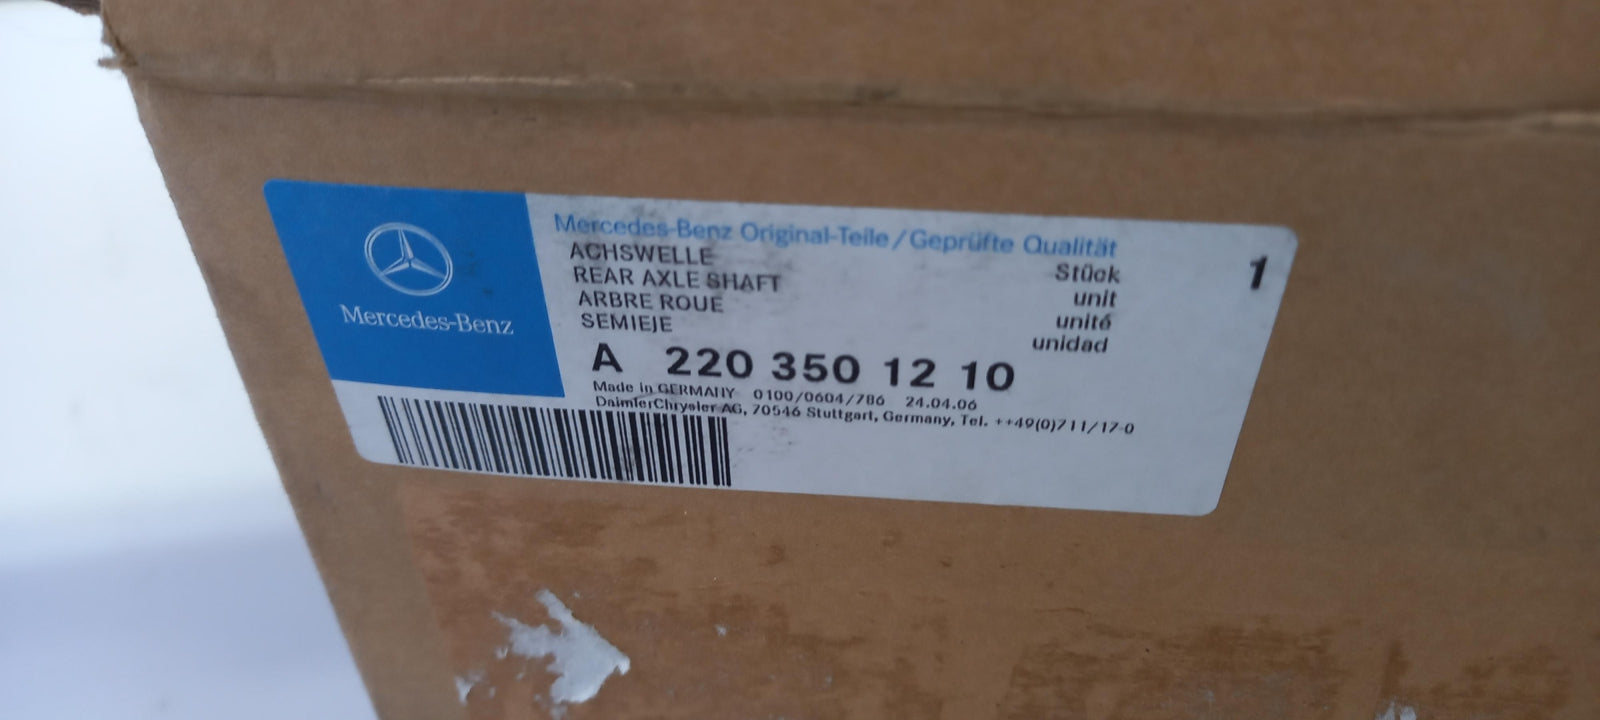 Mercedes-Benz
Mercedes-Benz Original-Teile/Geprüfte Qualität
ACHSWELLE Stück 1
REAR AXLE SHAFT unit
ARBRE ROUE unité
SEMIEJE unidad
A 220 350 12 10
Made in GERMANY 0100/0604/786 24.04.06
DaimlerChrysler AG, 70546 Stuttgart, Germany, Tel. ++49(0)711/17-0